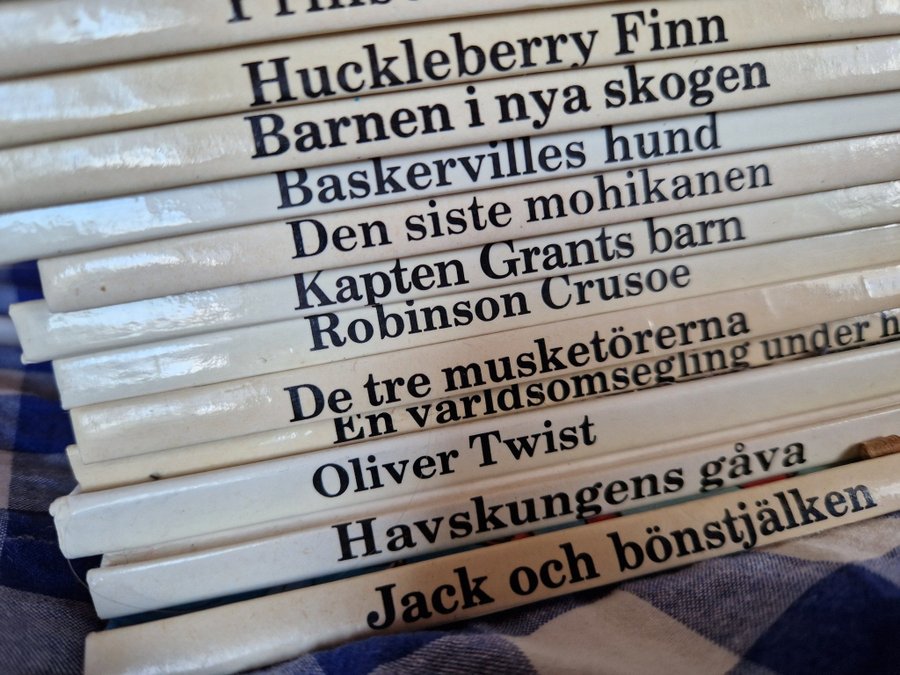 Huckleberry Finn
Barnen i nya skogen
Baskervilles hund
Den siste mohikanen
Kapten Grants barn
Robinson Crusoe
De tre musketörerna
En världsomsegling under h
Oliver Twist
Havskungens gåva
Jack och bönstjälken